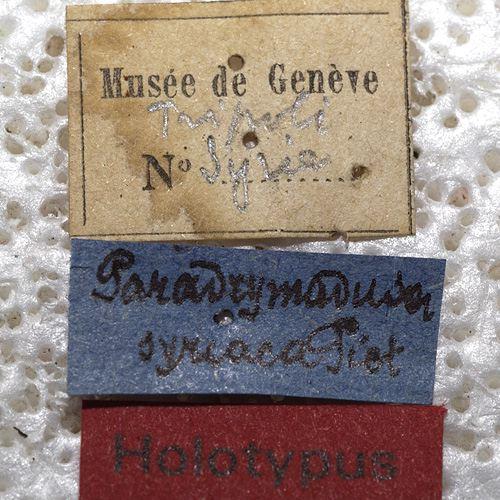 Musée de Genève
Tripoli
No Syria
Paradrymadusa
syriaca Pict
Holotypus